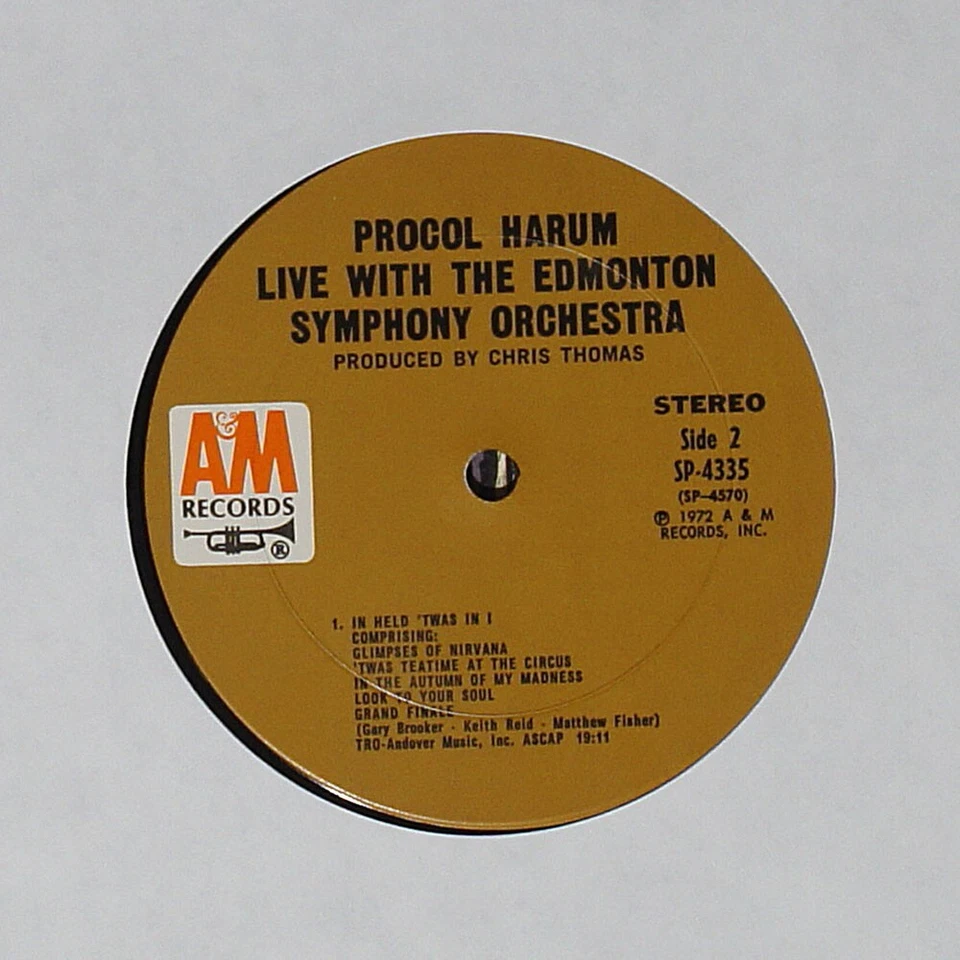 PROCOL HARUM
LIVE WITH THE EDMONTON
SYMPHONY ORCHESTRA
PRODUCED BY CHRIS THOMAS
A&M
RECORDS
®
STEREO
Side 2
SP-4335
(SP-4570)
℗ 1972 A & M
RECORDS, INC.
1. IN HELD 'TWAS IN I
COMPRISING:
GLIMPSES OF NIRVANA
'TWAS TEATIME AT THE CIRCUS
IN THE AUTUMN OF MY MADNESS
LOOK TO YOUR SOUL
GRAND FINALE
(Gary Brooker - Keith Reid - Matthew Fisher)
TRO-Andover Music, Inc. ASCAP 19:11